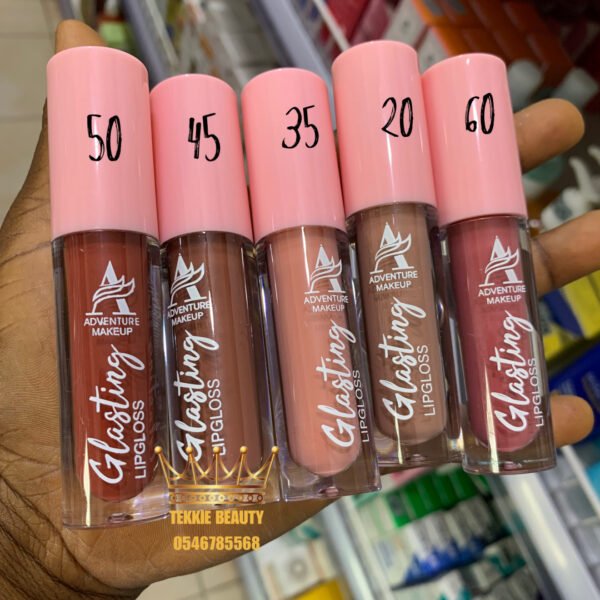 50
45
35
20
60
A
ADVENTURE
MAKEUP
Glasting
LIPGLOSS
A
ADVENTURE
MAKEUP
Glasting
LIPGLOSS
A
ADVENTURE
MAKEUP
Glasting
LIPGLOSS
A
ADVENTURE
MAKEUP
Glasting
LIPGLOSS
A
ADVENTURE
MAKEUP
Glasting
LIPGLOSS
TEKKIE BEAUTY
0546785568